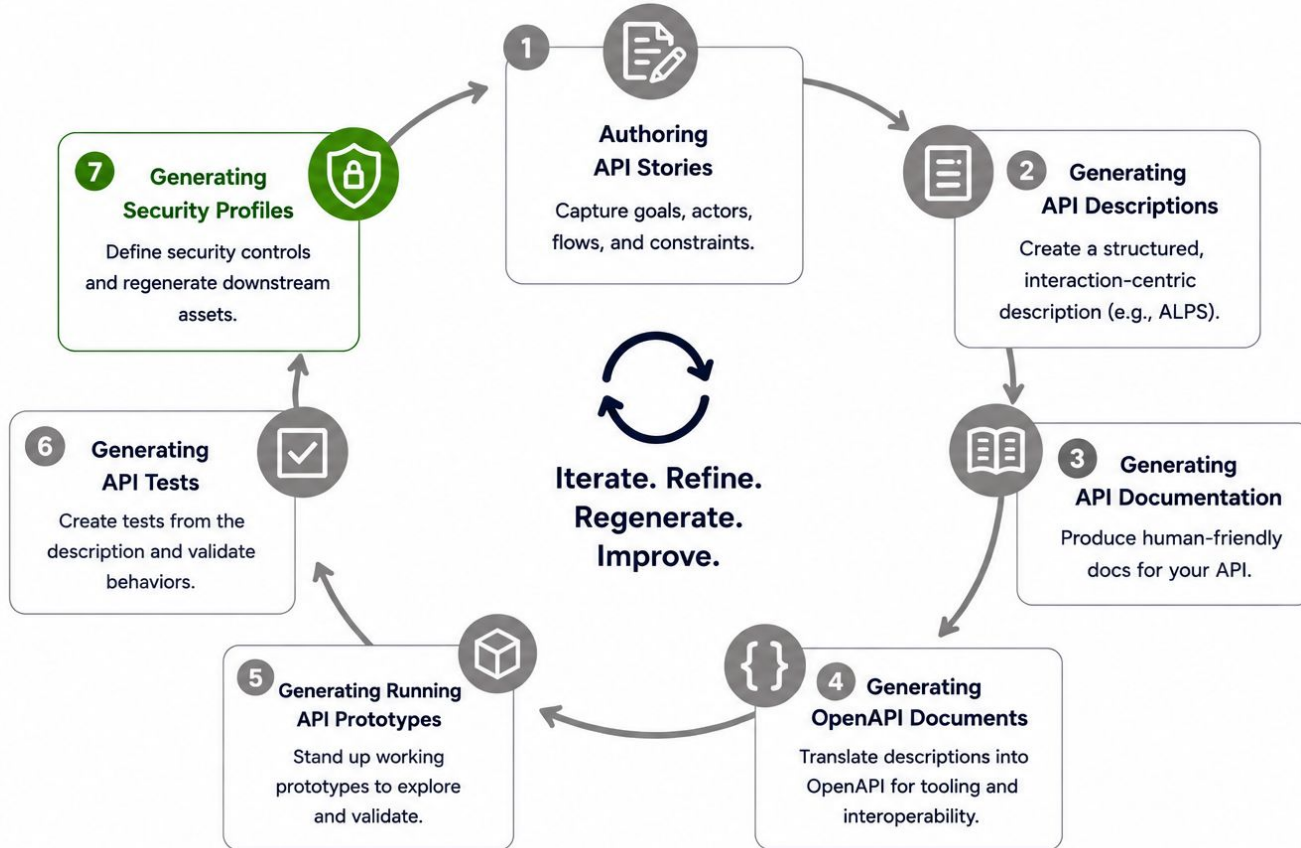 1
Authoring
API Stories
Capture goals, actors,
flows, and constraints.
2
Generating
API Descriptions
Create a structured,
interaction-centric
description (e.g., ALPS).
3
Generating
API Documentation
Produce human-friendly
docs for your API.
4
Generating
OpenAPI Documents
Translate descriptions into
OpenAPI for tooling and
interoperability.
5
Generating Running
API Prototypes
Stand up working
prototypes to explore
and validate.
6
Generating
API Tests
Create tests from the
description and validate
behaviors.
7
Generating
Security Profiles
Define security controls
and regenerate downstream
assets.
Iterate. Refine.
Regenerate.
Improve.